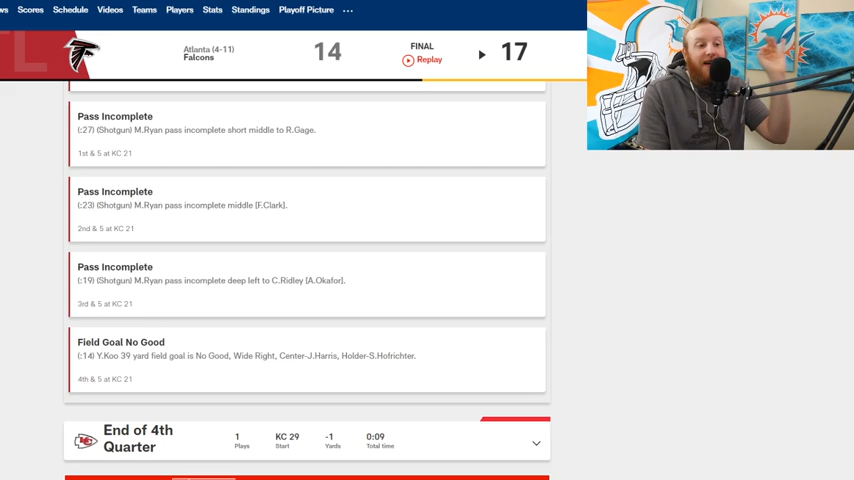 ws Scores Schedule Videos Teams Players Stats Standings Playoff Picture ...
Atlanta (4-11)
Falcons
14
FINAL
Replay
17
Pass Incomplete
(:27) (Shotgun) M.Ryan pass incomplete short middle to R.Gage.
1st & 5 at KC 21
Pass Incomplete
(:23) (Shotgun) M.Ryan pass incomplete middle [F.Clark].
2nd & 5 at KC 21
Pass Incomplete
(:19) (Shotgun) M.Ryan pass incomplete deep left to C.Ridley [A.Okafor].
3rd & 5 at KC 21
Field Goal No Good
(:14) Y.Koo 39 yard field goal is No Good, Wide Right, Center-J.Harris, Holder-S.Hofrichter.
4th & 5 at KC 21
End of 4th
Quarter
1 KC 29 -1 0:09
Plays Start Yards Total time